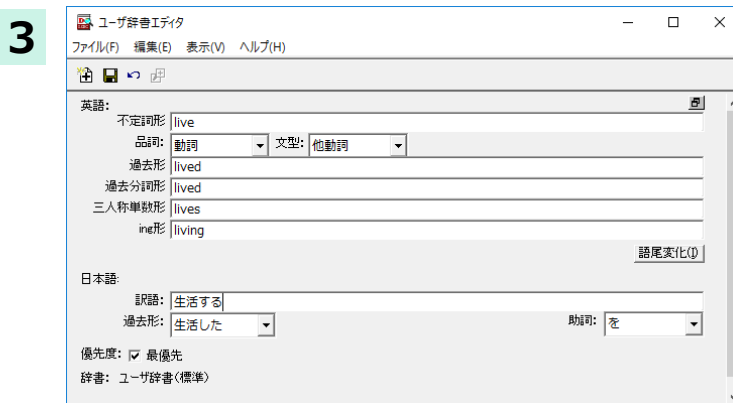 3
ユーザ辞書エディタ
ファイル(F) 編集(E) 表示(V) ヘルプ(H)
英語:
不定詞形 live
品詞: 動詞 文型: 他動詞
過去形 lived
過去分詞形 lived
三人称単数形 lives
ing形 living
語尾変化(I)
日本語:
訳語: 生活する
過去形: 生活した 助詞: を
優先度: 最優先
辞書: ユーザ辞書(標準)